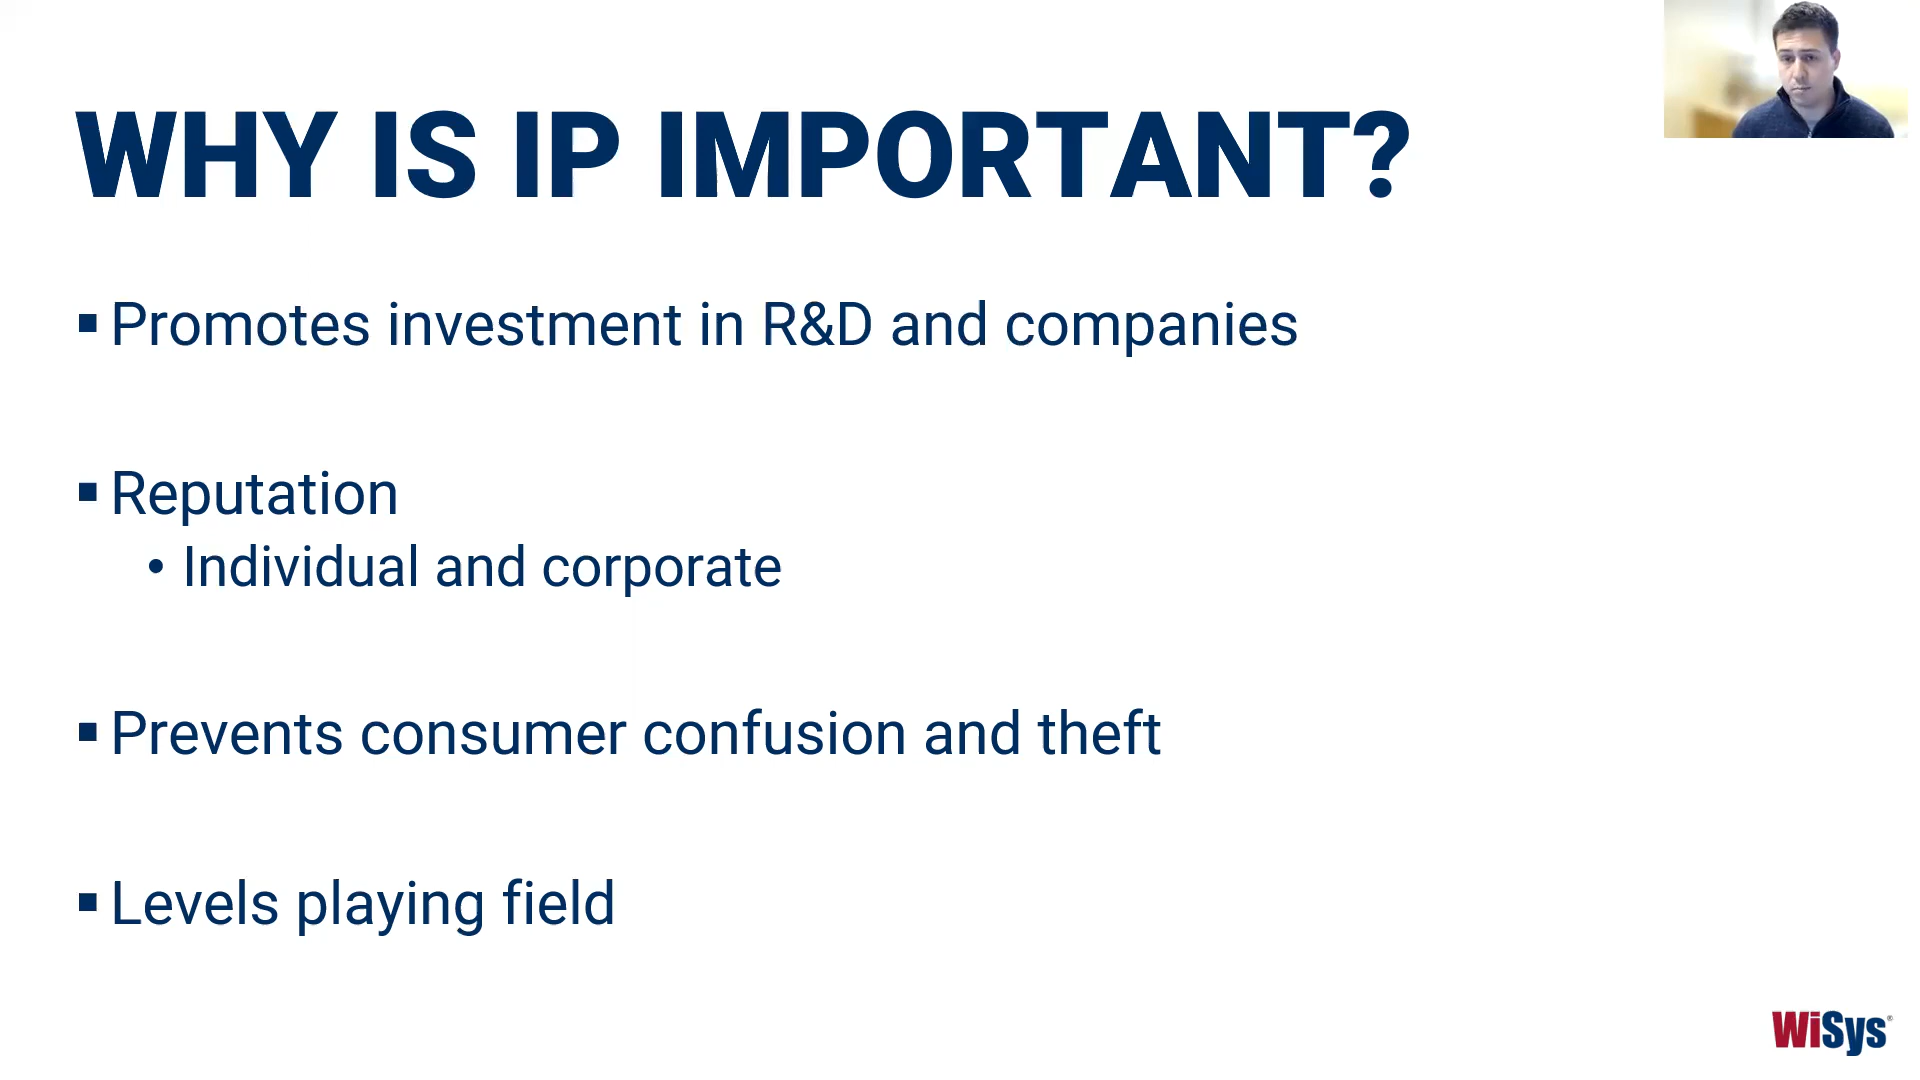 WHY IS IP IMPORTANT?
▪ Promotes investment in R&D and companies
▪ Reputation
• Individual and corporate
▪ Prevents consumer confusion and theft
▪ Levels playing field
WiSys®